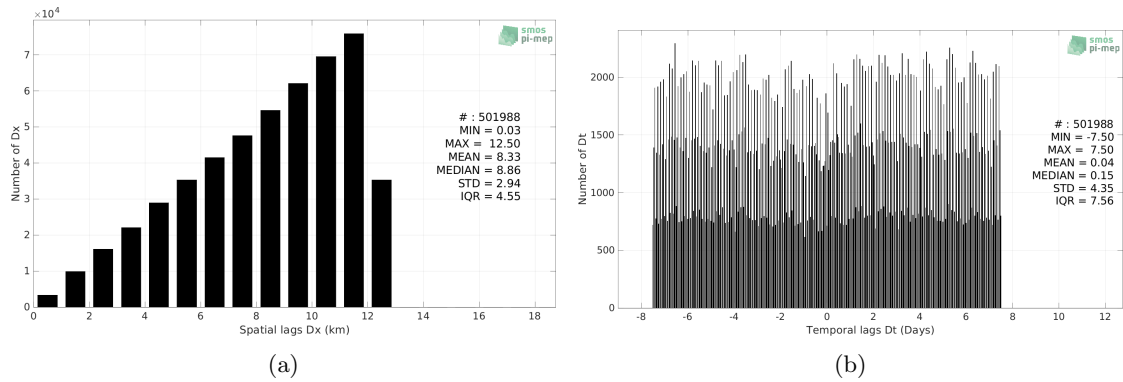 ×10⁴
smos
pi-mep
7
6
5
4
3
2
1
0
Number of Dx
# : 501988
MIN = 0.03
MAX = 12.50
MEAN = 8.33
MEDIAN = 8.86
STD = 2.94
IQR = 4.55
0 2 4 6 8 10 12 14 16 18
Spatial lags Dx (km)
(a)
smos
pi-mep
2000
1500
1000
500
0
Number of Dt
# : 501988
MIN = -7.50
MAX = 7.50
MEAN = 0.04
MEDIAN = 0.15
STD = 4.35
IQR = 7.56
-8 -6 -4 -2 0 2 4 6 8 10 12
Temporal lags Dt (Days)
(b)